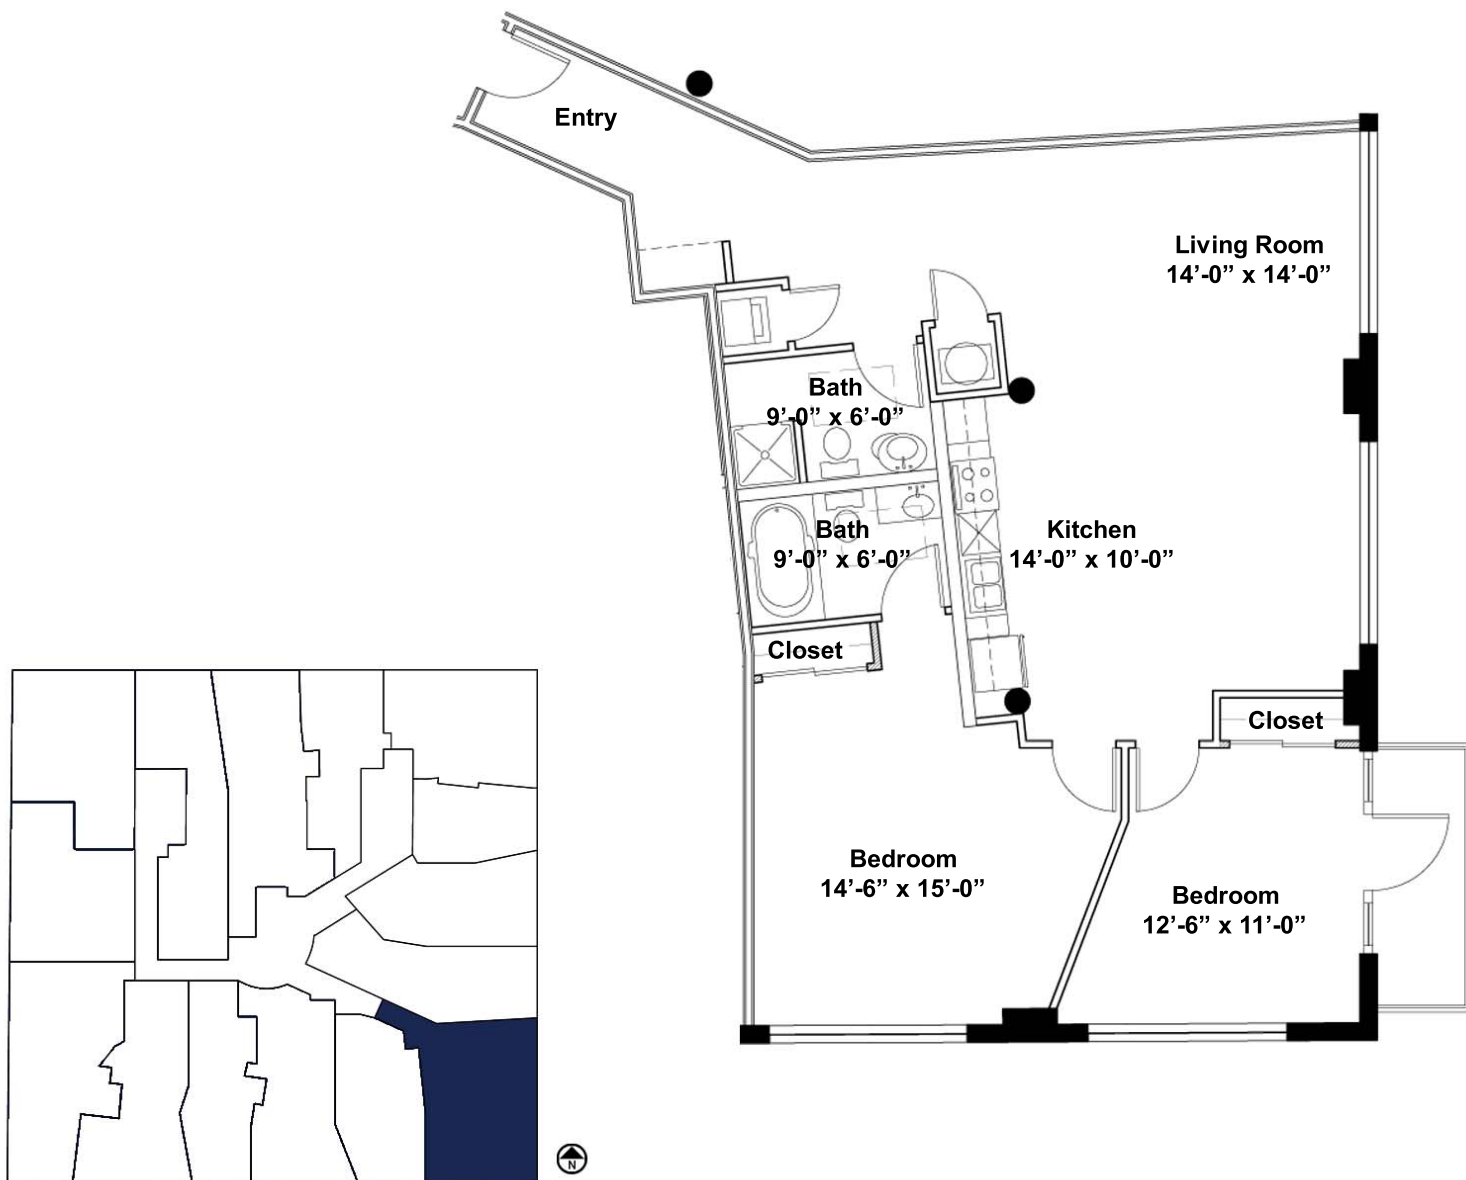 Entry
Living Room
14’-0” x 14’-0”
Bath
9’-0” x 6’-0”
Bath
9’-0” x 6’-0”
Kitchen
14’-0” x 10’-0”
Closet
Closet
Bedroom
14’-6” x 15’-0”
Bedroom
12’-6” x 11’-0”
N